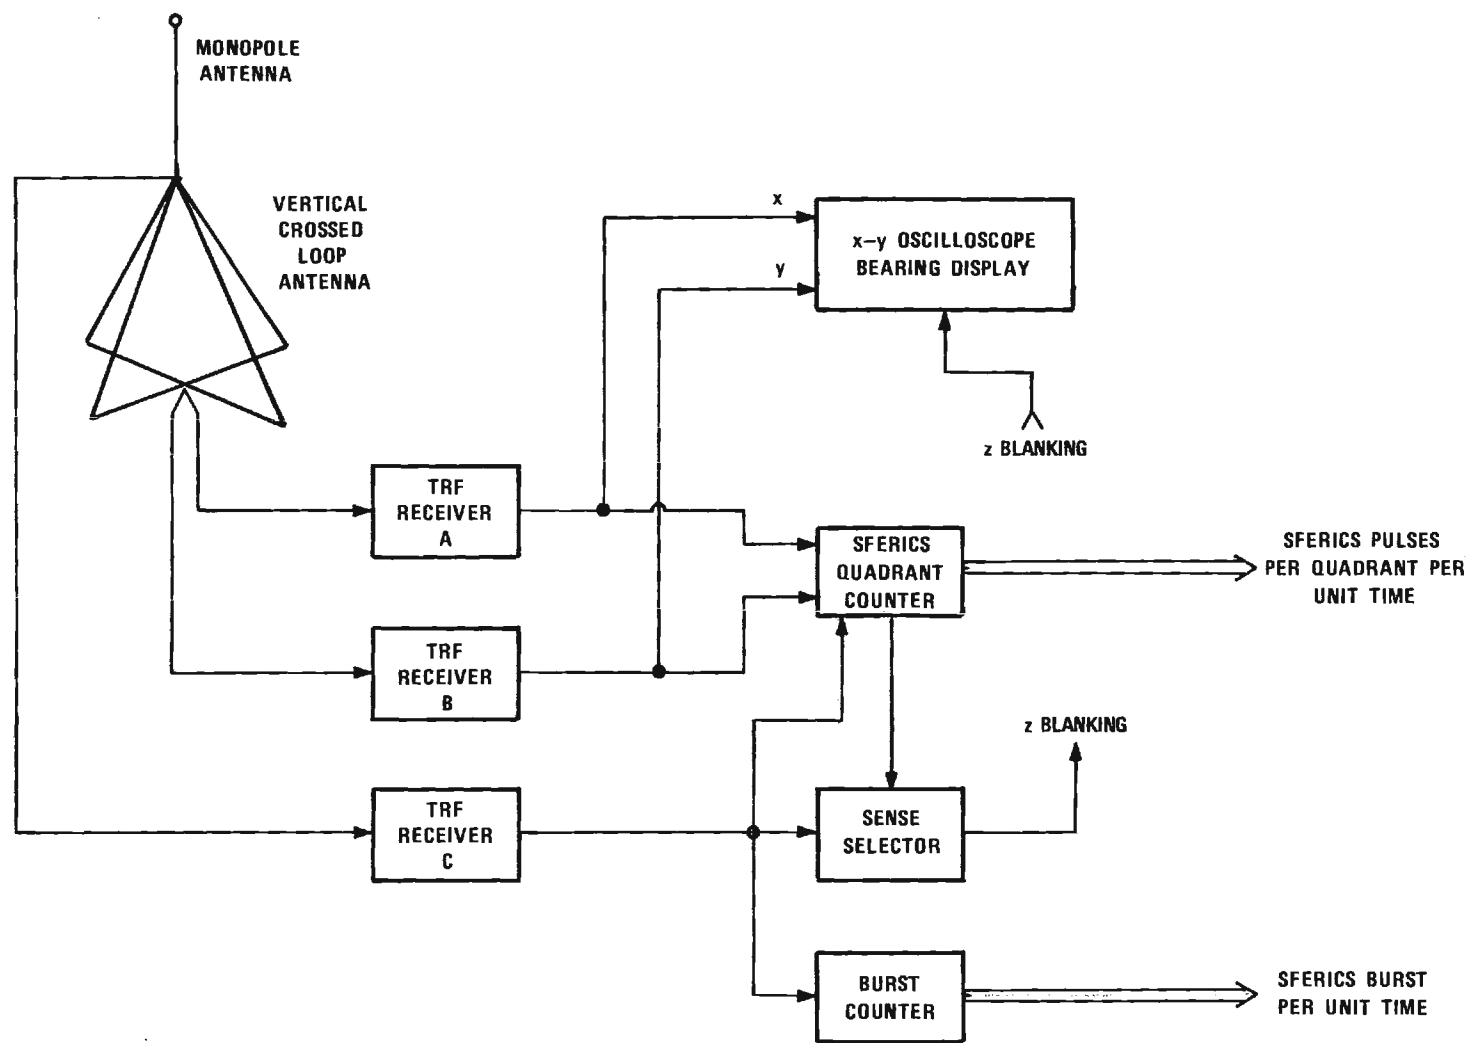 MONOPOLE
ANTENNA
VERTICAL
CROSSED
LOOP
ANTENNA
x
y
x-y OSCILLOSCOPE
BEARING DISPLAY
z BLANKING
TRF
RECEIVER
A
SFERICS
QUADRANT
COUNTER
SFERICS PULSES
PER QUADRANT PER
UNIT TIME
TRF
RECEIVER
B
z BLANKING
TRF
RECEIVER
C
SENSE
SELECTOR
BURST
COUNTER
SFERICS BURST
PER UNIT TIME